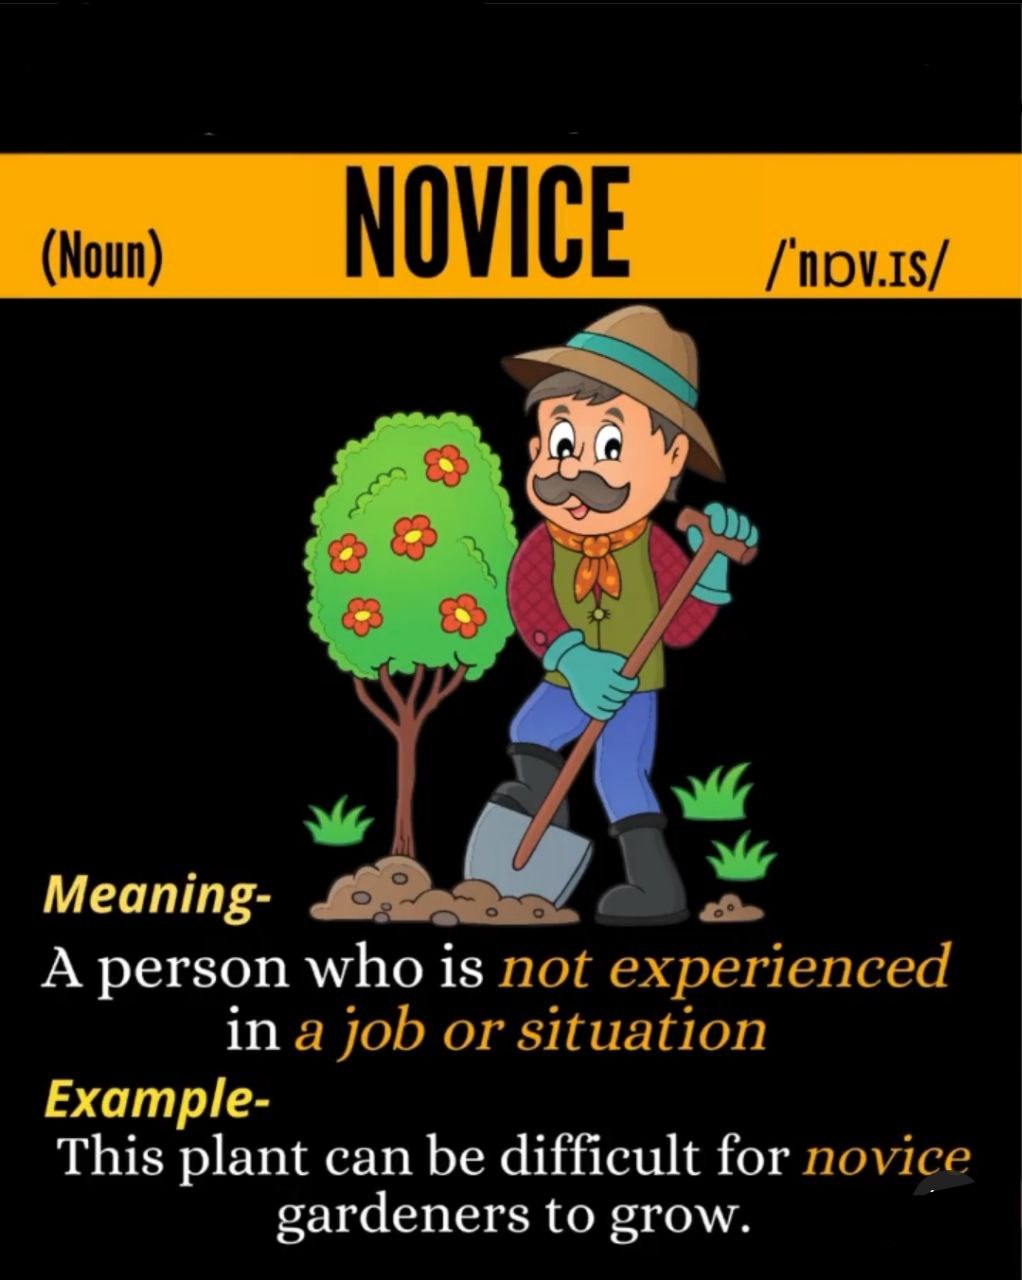 NOVICE
(Noun)
/ˈnɒv.ɪs/
Meaning-
A person who is not experienced
in a job or situation
Example-
This plant can be difficult for novice
gardeners to grow.